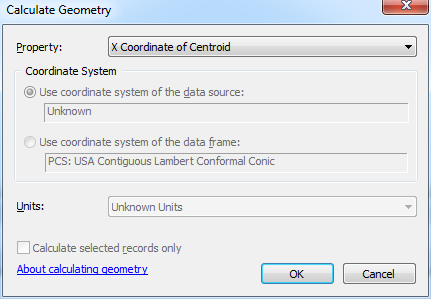 Calculate Geometry
Property: X Coordinate of Centroid
Coordinate System
Use coordinate system of the data source:
Unknown
Use coordinate system of the data frame:
PCS: USA Contiguous Lambert Conformal Conic
Units: Unknown Units
Calculate selected records only
About calculating geometry OK Cancel